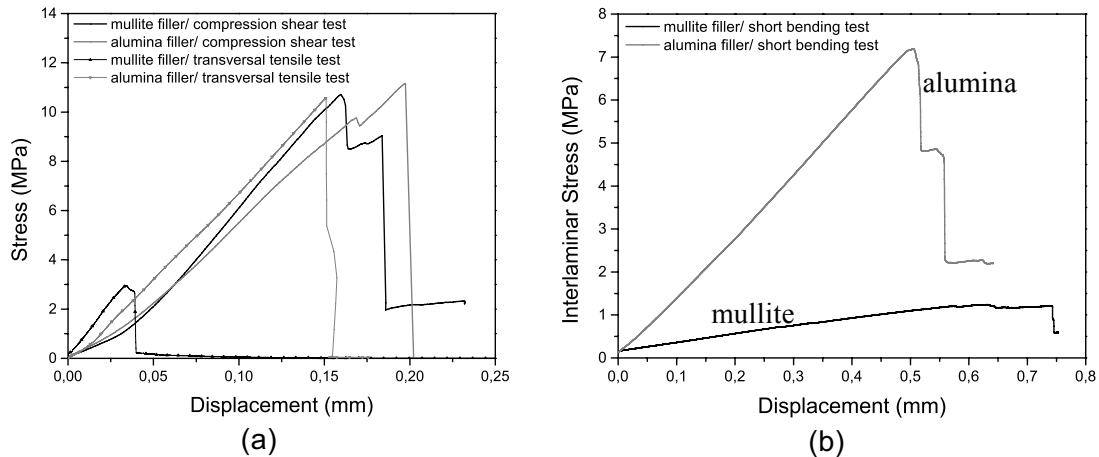 mullite filler/ compression shear test
alumina filler/ compression shear test
mullite filler/ transversal tensile test
alumina filler/ transversal tensile test
14
12
10
8
6
4
2
0
Stress (MPa)
0,00 0,05 0,10 0,15 0,20 0,25
Displacement (mm)
(a)
mullite filler/ short bending test
alumina filler/ short bending test
8
7
6
5
4
3
2
1
0
Interlaminar Stress (MPa)
alumina
mullite
0,0 0,1 0,2 0,3 0,4 0,5 0,6 0,7 0,8
Displacement (mm)
(b)